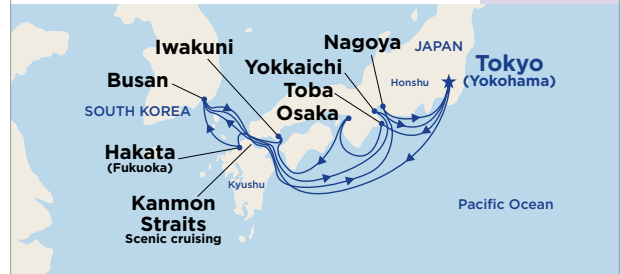 Iwakuni
Nagoya
JAPAN
Tokyo
(Yokohama)
Yokkaichi
Honshu
Busan
Toba
SOUTH KOREA
Osaka
Hakata
(Fukuoka)
Kyushu
Kanmon
Straits
Scenic cruising
Pacific Ocean